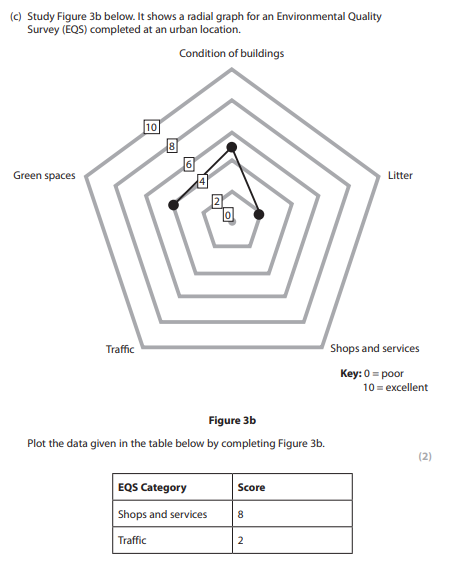 (c) Study Figure 3b below. It shows a radial graph for an Environmental Quality
Survey (EQS) completed at an urban location.
Condition of buildings
10
8
6
4
2
0
Green spaces
Litter
Traffic
Shops and services
Key: 0 = poor
10 = excellent
Figure 3b
Plot the data given in the table below by completing Figure 3b.
(2)
EQS Category Score
Shops and services 8
Traffic 2